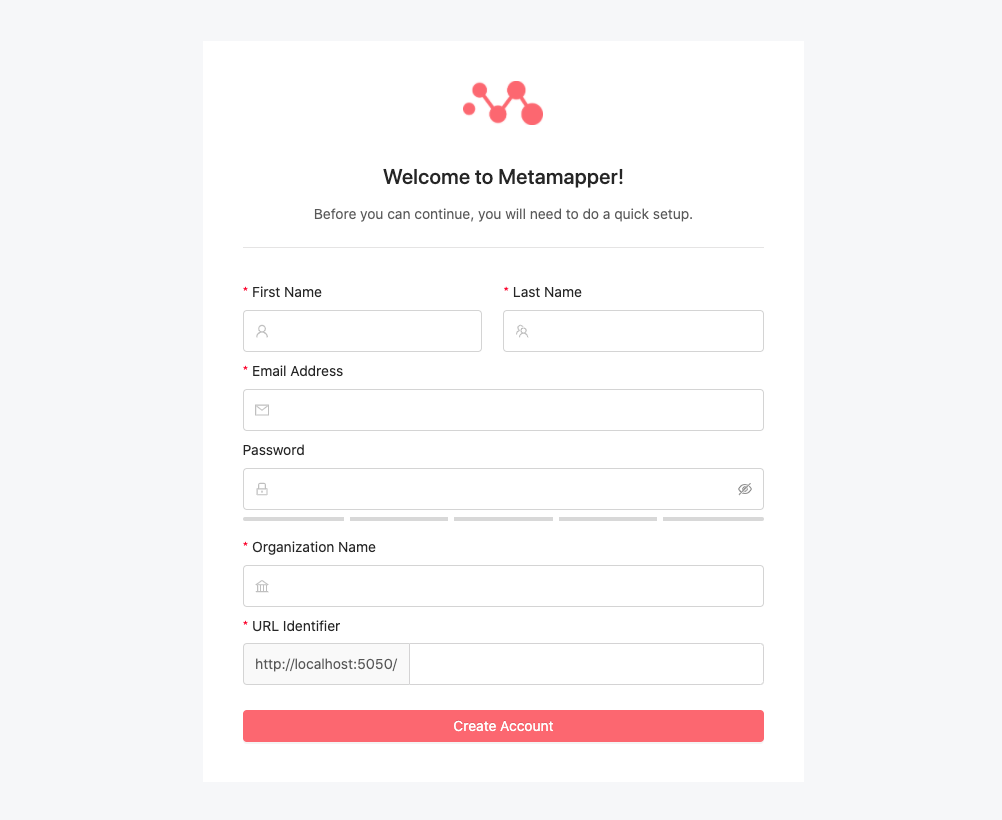 Welcome to Metamapper!
Before you can continue, you will need to do a quick setup.
* First Name
* Last Name
* Email Address
Password
* Organization Name
* URL Identifier
http://localhost:5050/
Create Account